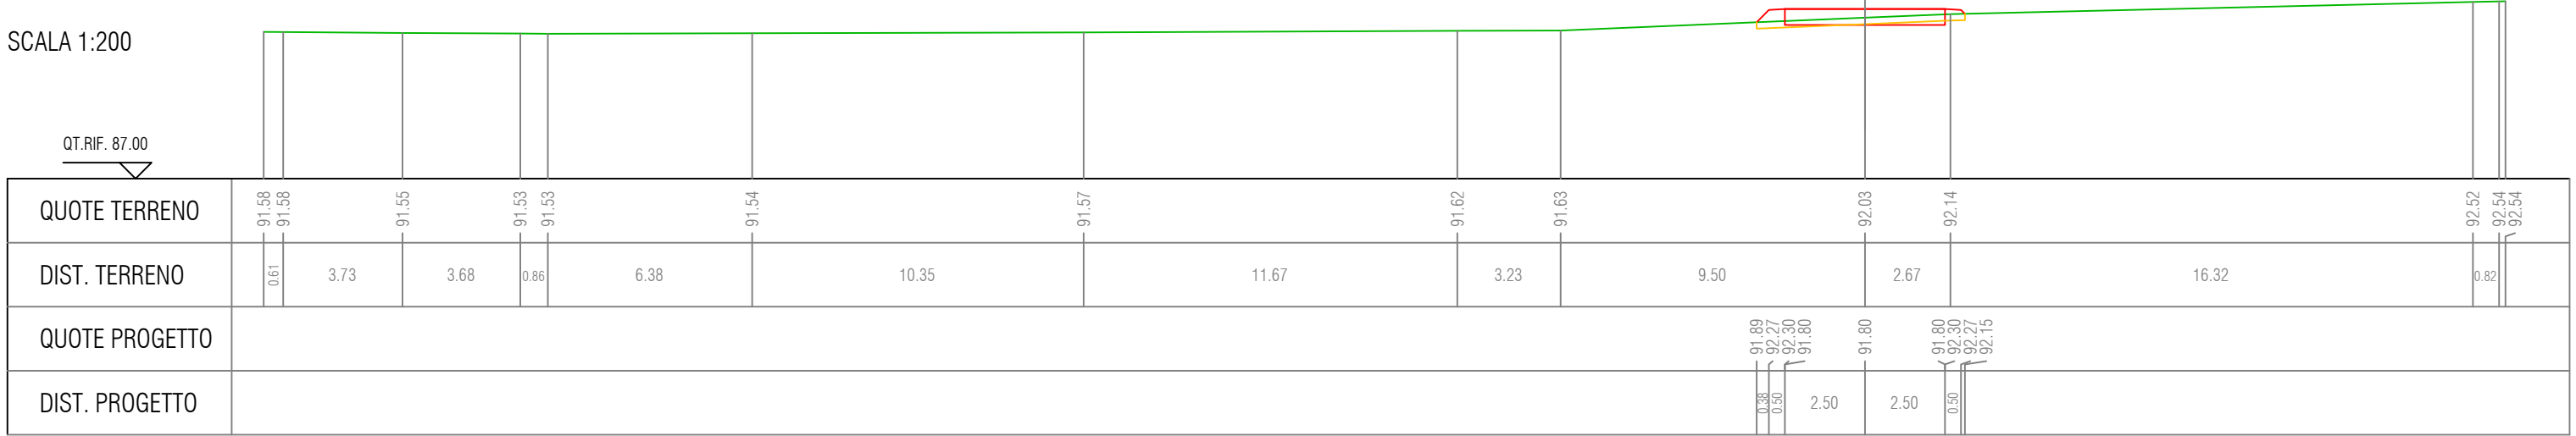 SCALA 1:200
QT.RIF. 87.00
QUOTE TERRENO 91.58 91.58 91.55 91.53 91.53 91.54 91.57 91.62 91.63 92.03 92.14 92.52 92.54 92.54
DIST. TERRENO 0.61 3.73 3.68 0.86 6.38 10.35 11.67 3.23 9.50 2.67 16.32 0.82
QUOTE PROGETTO 91.89 92.27 92.30 91.80 91.80 91.80 92.30 92.27 92.15
DIST. PROGETTO 0.38 0.50 2.50 2.50 0.50